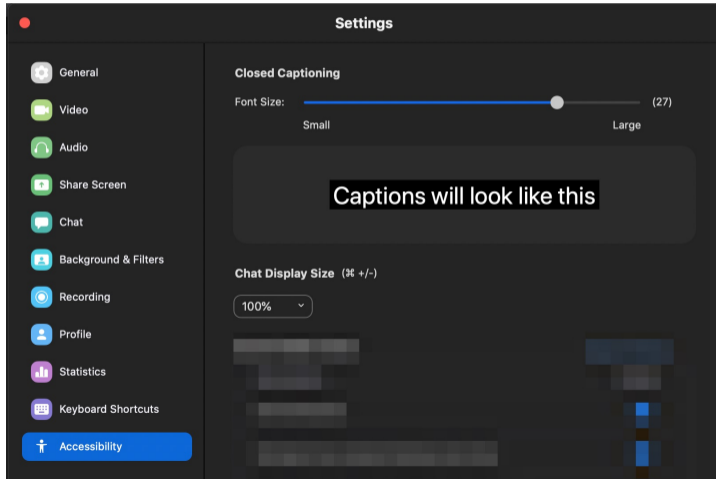 Settings
General
Video
Audio
Share Screen
Chat
Background & Filters
Recording
Profile
Statistics
Keyboard Shortcuts
Accessibility
Closed Captioning
Font Size: (27)
Small Large
Captions will look like this
Chat Display Size (⌘ +/-)
100%